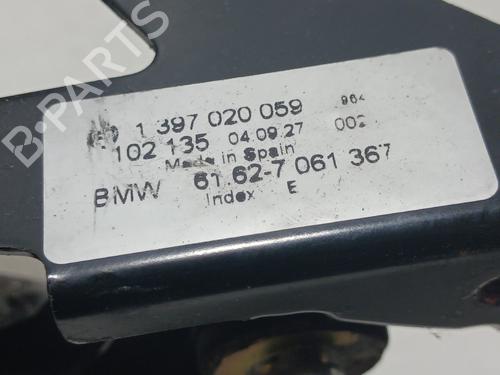 B-PARTS
1 397 020 059 964
102 135 04.09.27 002
Made in Spain
BMW 61.62-7 061 367
Index E